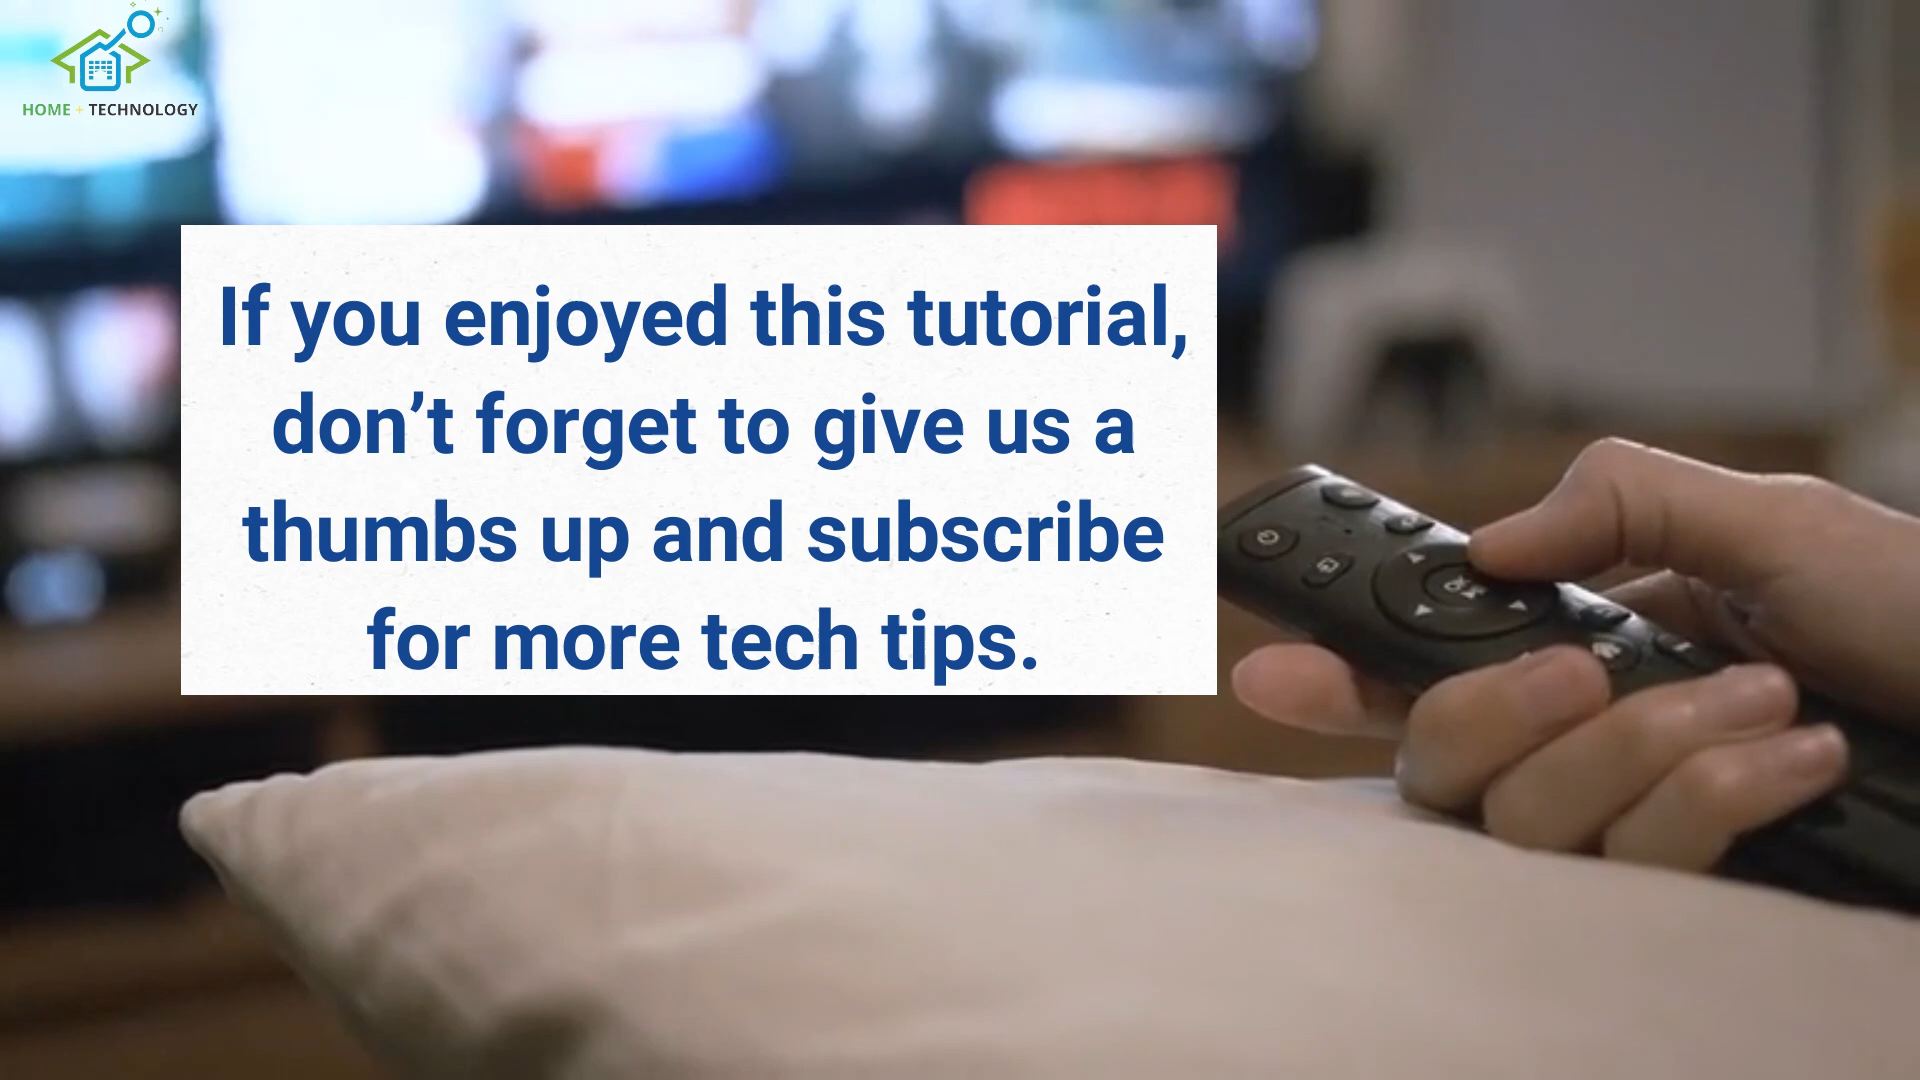 HOME + TECHNOLOGY
If you enjoyed this tutorial,
don’t forget to give us a
thumbs up and subscribe
for more tech tips.